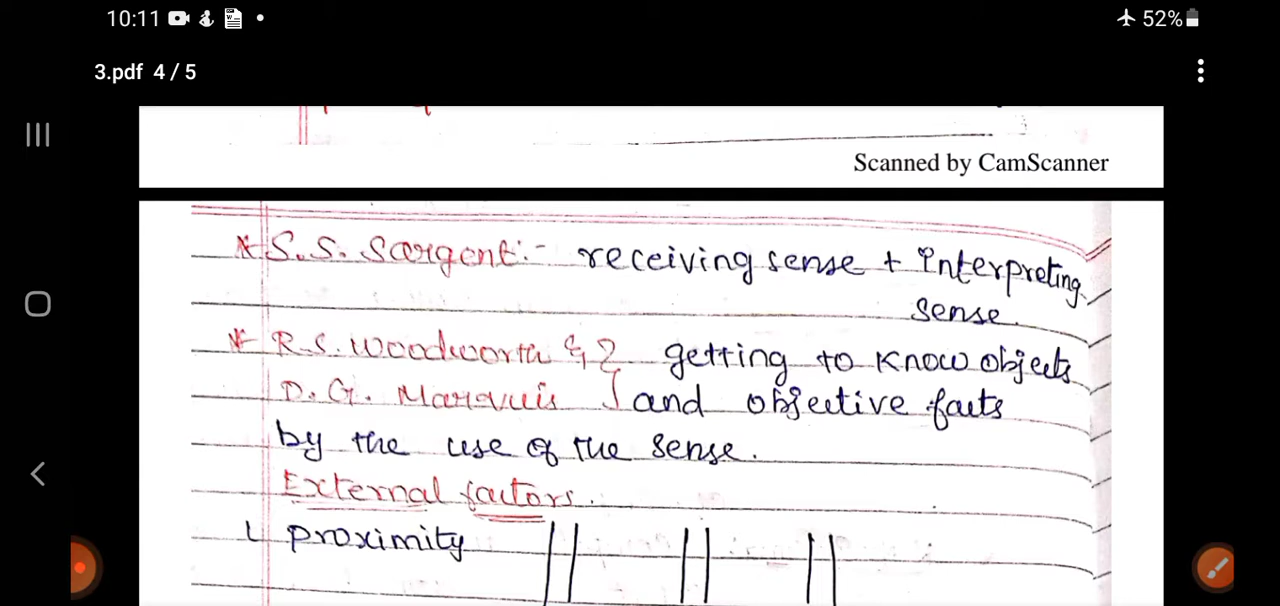 10:11
52%
3.pdf 4 / 5
Scanned by CamScanner
* S.S. Sargent:- receiving sense + Interpreting
sense.
* R.S. Woodworth & } getting to know objects
D. G. Marquis and objective facts
by the use of the sense.
External factors.
proximity